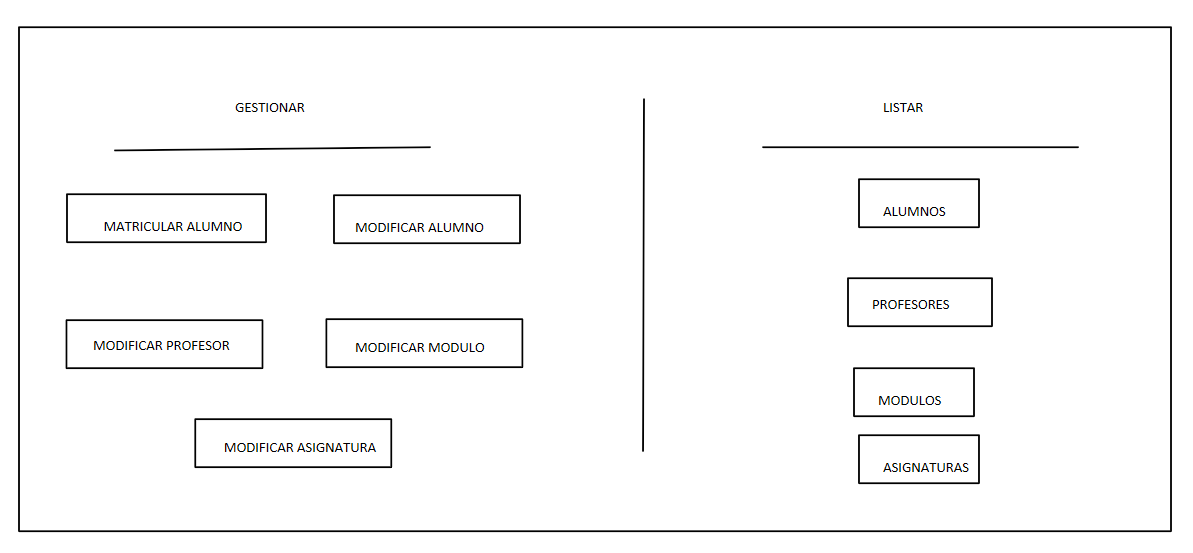 GESTIONAR
MATRICULAR ALUMNO
MODIFICAR ALUMNO
MODIFICAR PROFESOR
MODIFICAR MODULO
MODIFICAR ASIGNATURA
LISTAR
ALUMNOS
PROFESORES
MODULOS
ASIGNATURAS